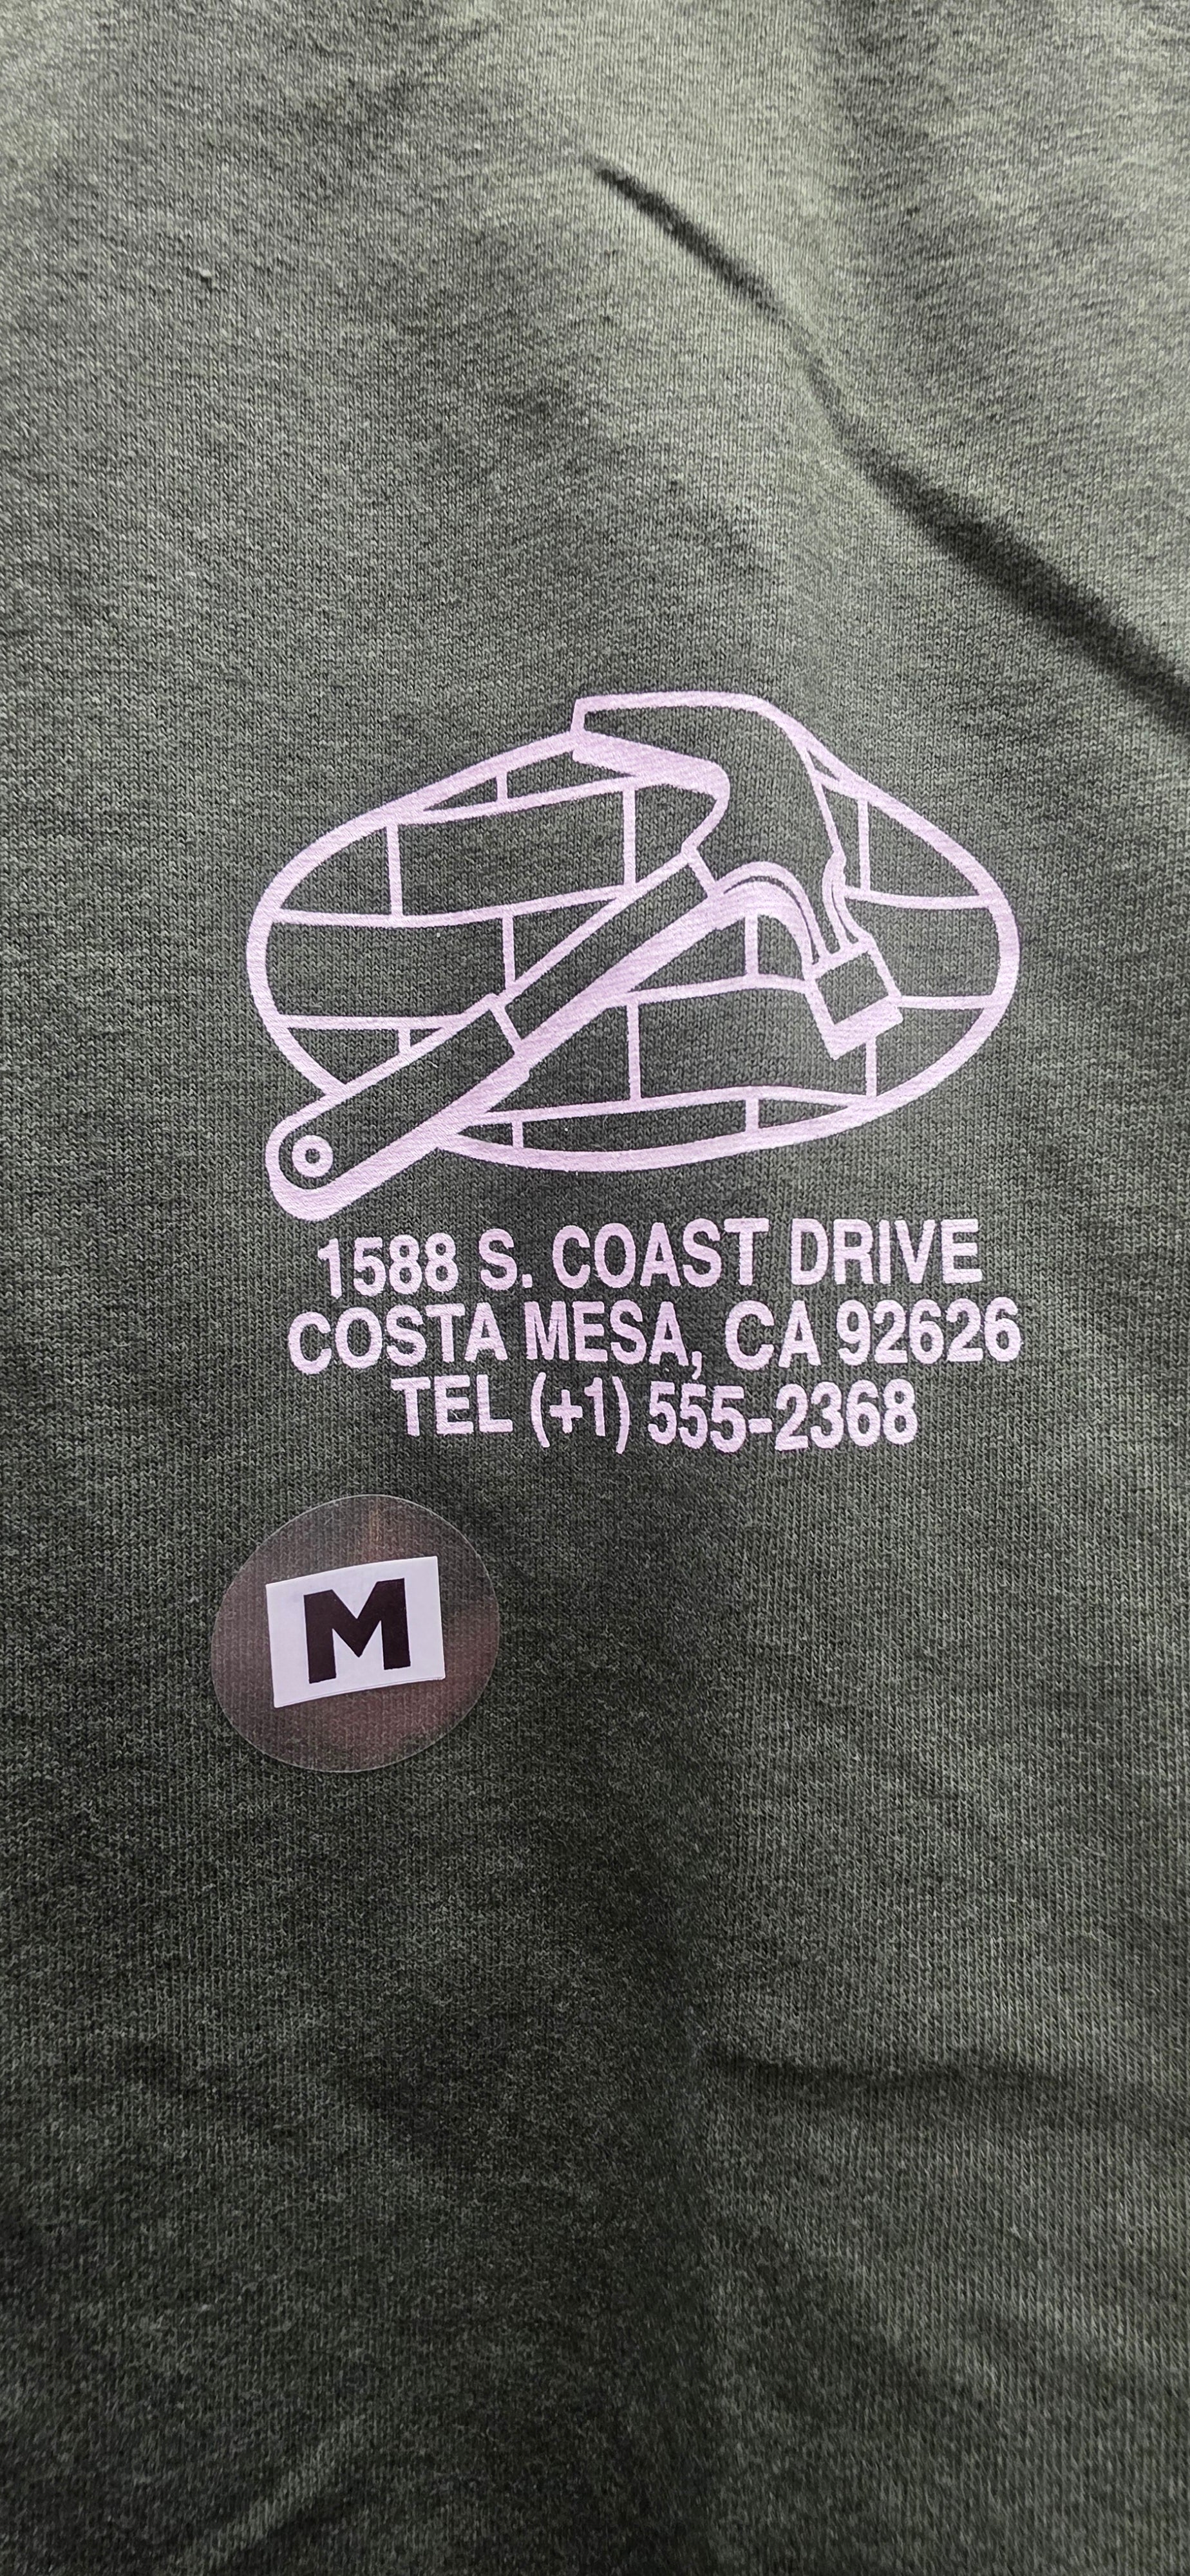 1588 S. COAST DRIVE
COSTA MESA, CA 92626
TEL (+1) 555-2368
M